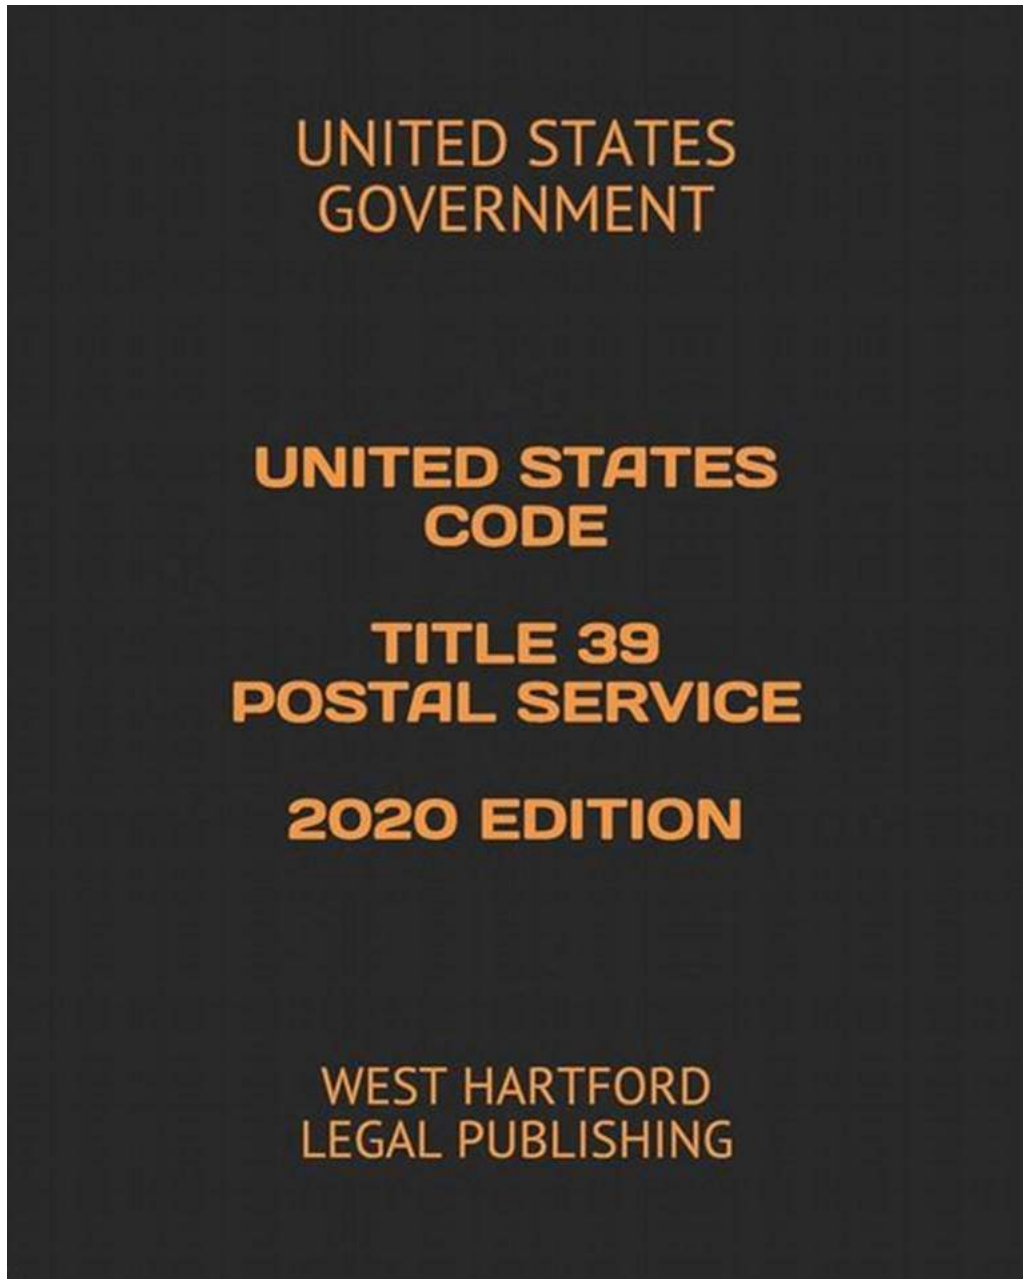 UNITED STATES
GOVERNMENT
UNITED STATES
CODE
TITLE 39
POSTAL SERVICE
2020 EDITION
WEST HARTFORD
LEGAL PUBLISHING